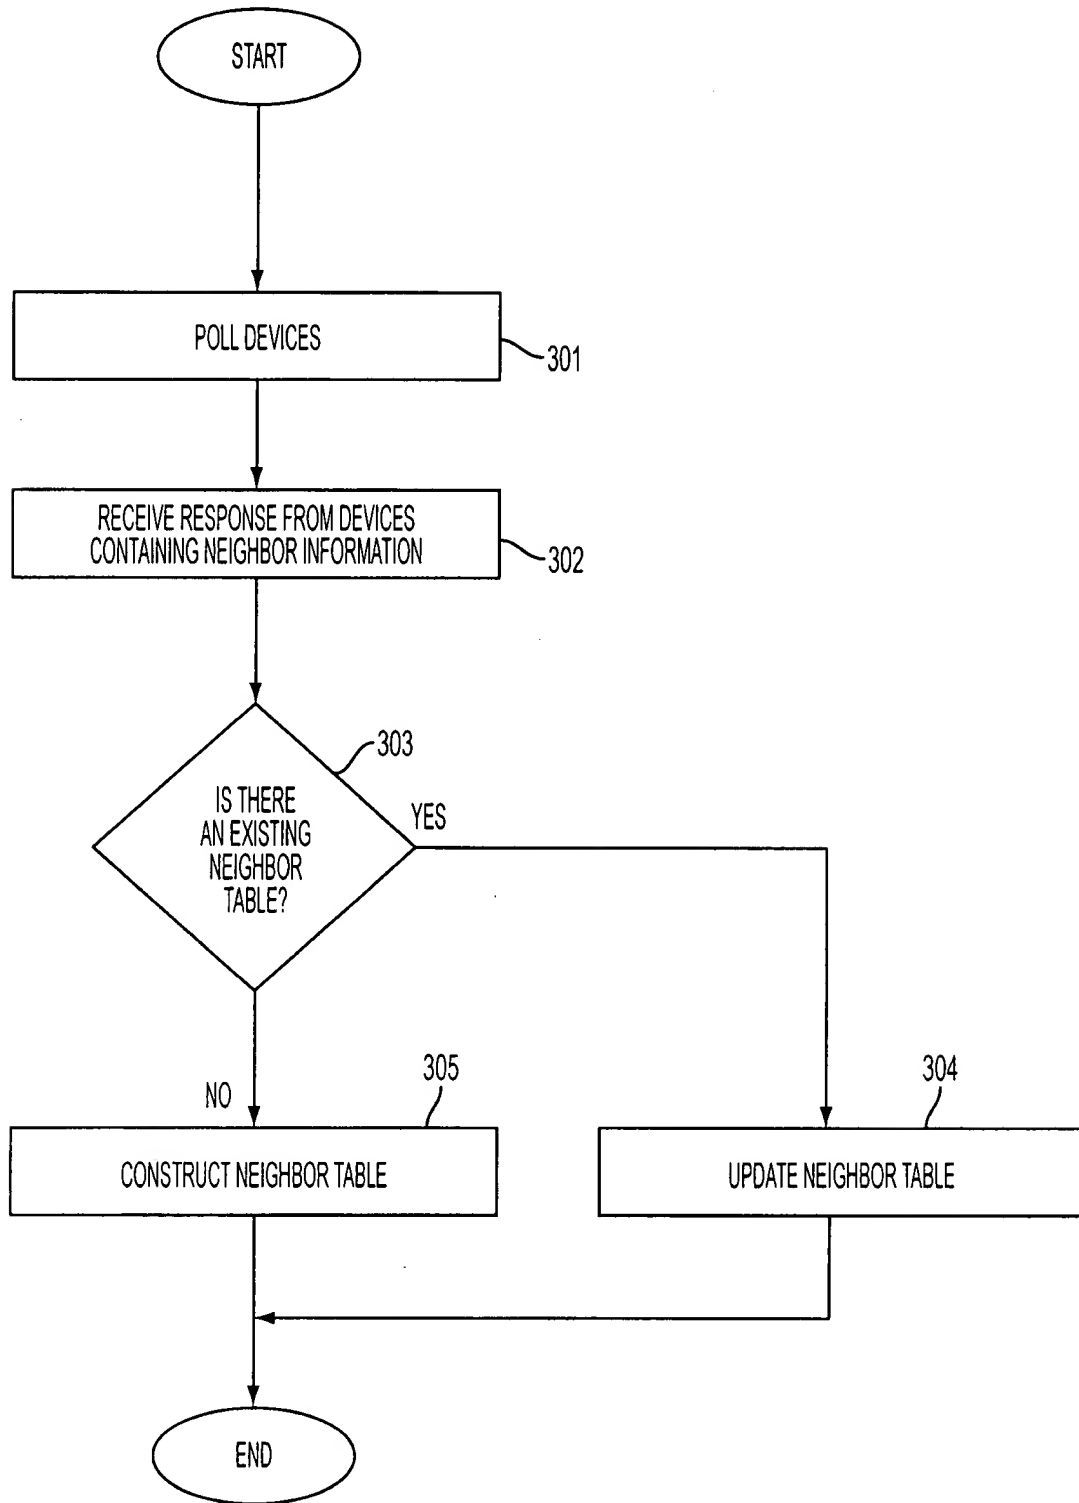 START
POLL DEVICES
301
RECEIVE RESPONSE FROM DEVICES
CONTAINING NEIGHBOR INFORMATION
302
303
IS THERE
AN EXISTING
NEIGHBOR
TABLE?
YES
NO
305
304
CONSTRUCT NEIGHBOR TABLE
UPDATE NEIGHBOR TABLE
END